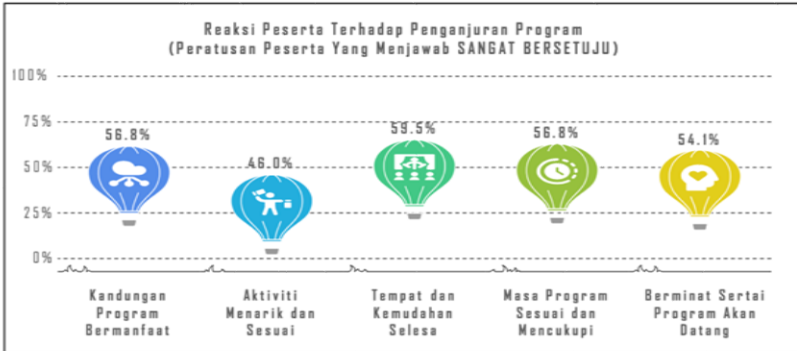 Reaksi Peserta Terhadap Penganjuran Program
(Peratusan Peserta Yang Menjawab SANGAT BERSETUJU)
100%
75%
50%
25%
0%
56.8%
46.0%
59.5%
56.8%
54.1%
Kandungan
Program
Bermanfaat
Aktiviti
Menarik dan
Sesuai
Tempat dan
Kemudahan
Selesa
Masa Program
Sesuai dan
Mencukupi
Berminat Sertai
Program Akan
Datang